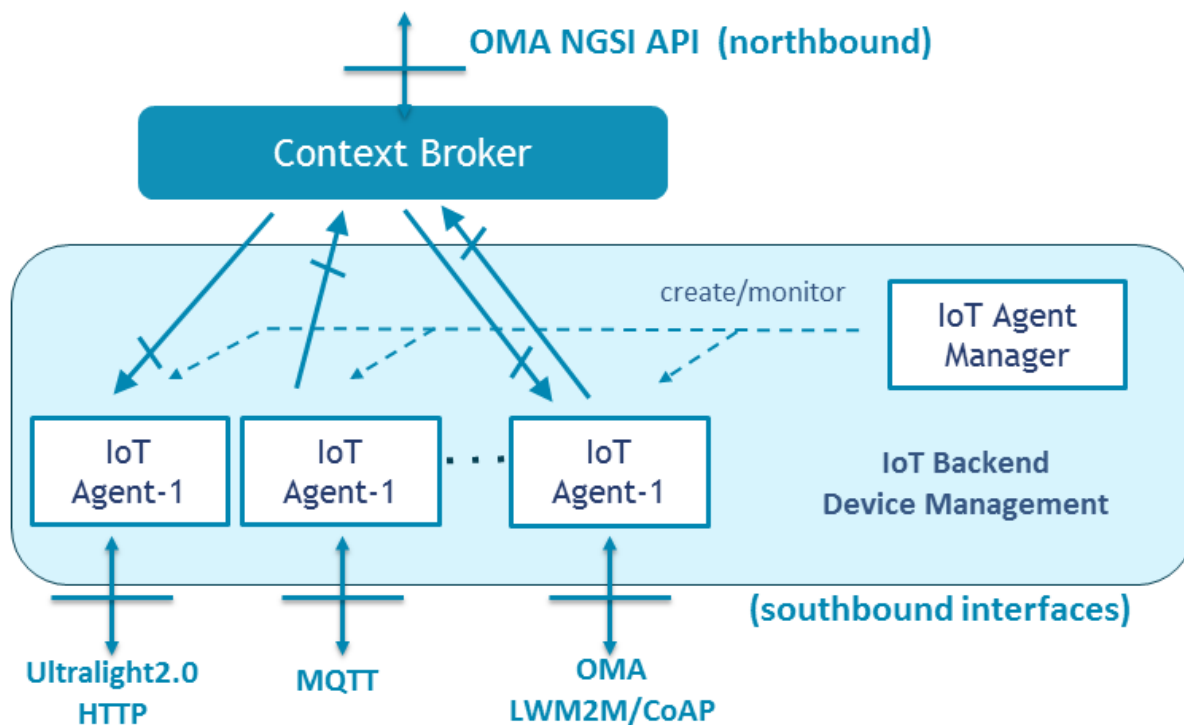 OMA NGSI API  (northbound)
Context Broker
create/monitor
IoT Agent
Manager
IoT
Agent-1
IoT
Agent-1
IoT
Agent-1
IoT Backend
Device Management
(southbound interfaces)
Ultralight2.0
HTTP
MQTT
OMA
LWM2M/CoAP